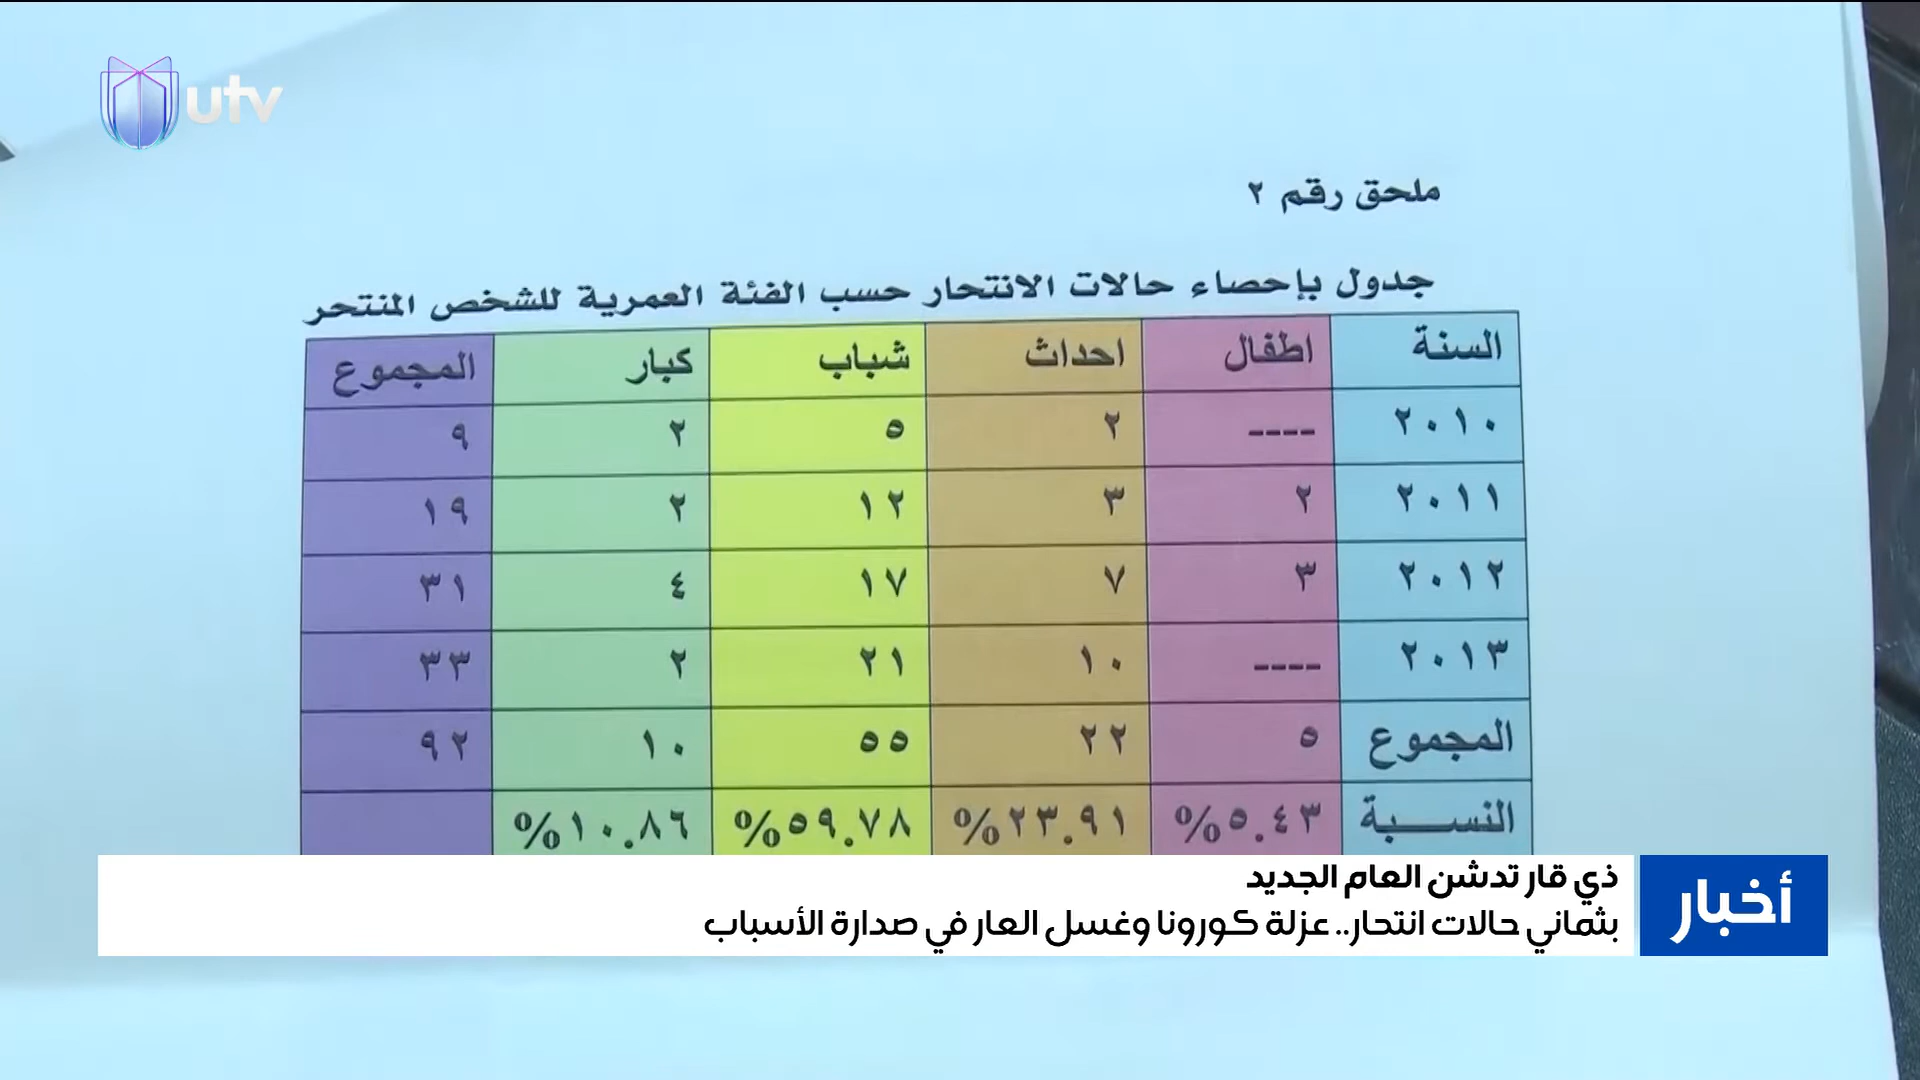 utv
ملحق رقم ٢
جدول بإحصاء حالات الانتحار حسب الفئة العمرية للشخص المنتحر
السنة اطفال احداث شباب كبار المجموع
٢٠١٠ ---- ٢ ٥ ٢ ٩
٢٠١١ ٢ ٣ ١٢ ٢ ١٩
٢٠١٢ ٣ ٧ ١٧ ٤ ٣١
٢٠١٣ ---- ١٠ ٢١ ٢ ٣٣
المجموع ٥ ٢٢ ٥٥ ١٠ ٩٢
النسبة ٥.٤٣% ٢٣.٩١% ٥٩.٧٨% ١٠.٨٦%
أخبار
ذي قار تدشن العام الجديد
بثماني حالات انتحار.. عزلة كورونا وغسل العار في صدارة الأسباب